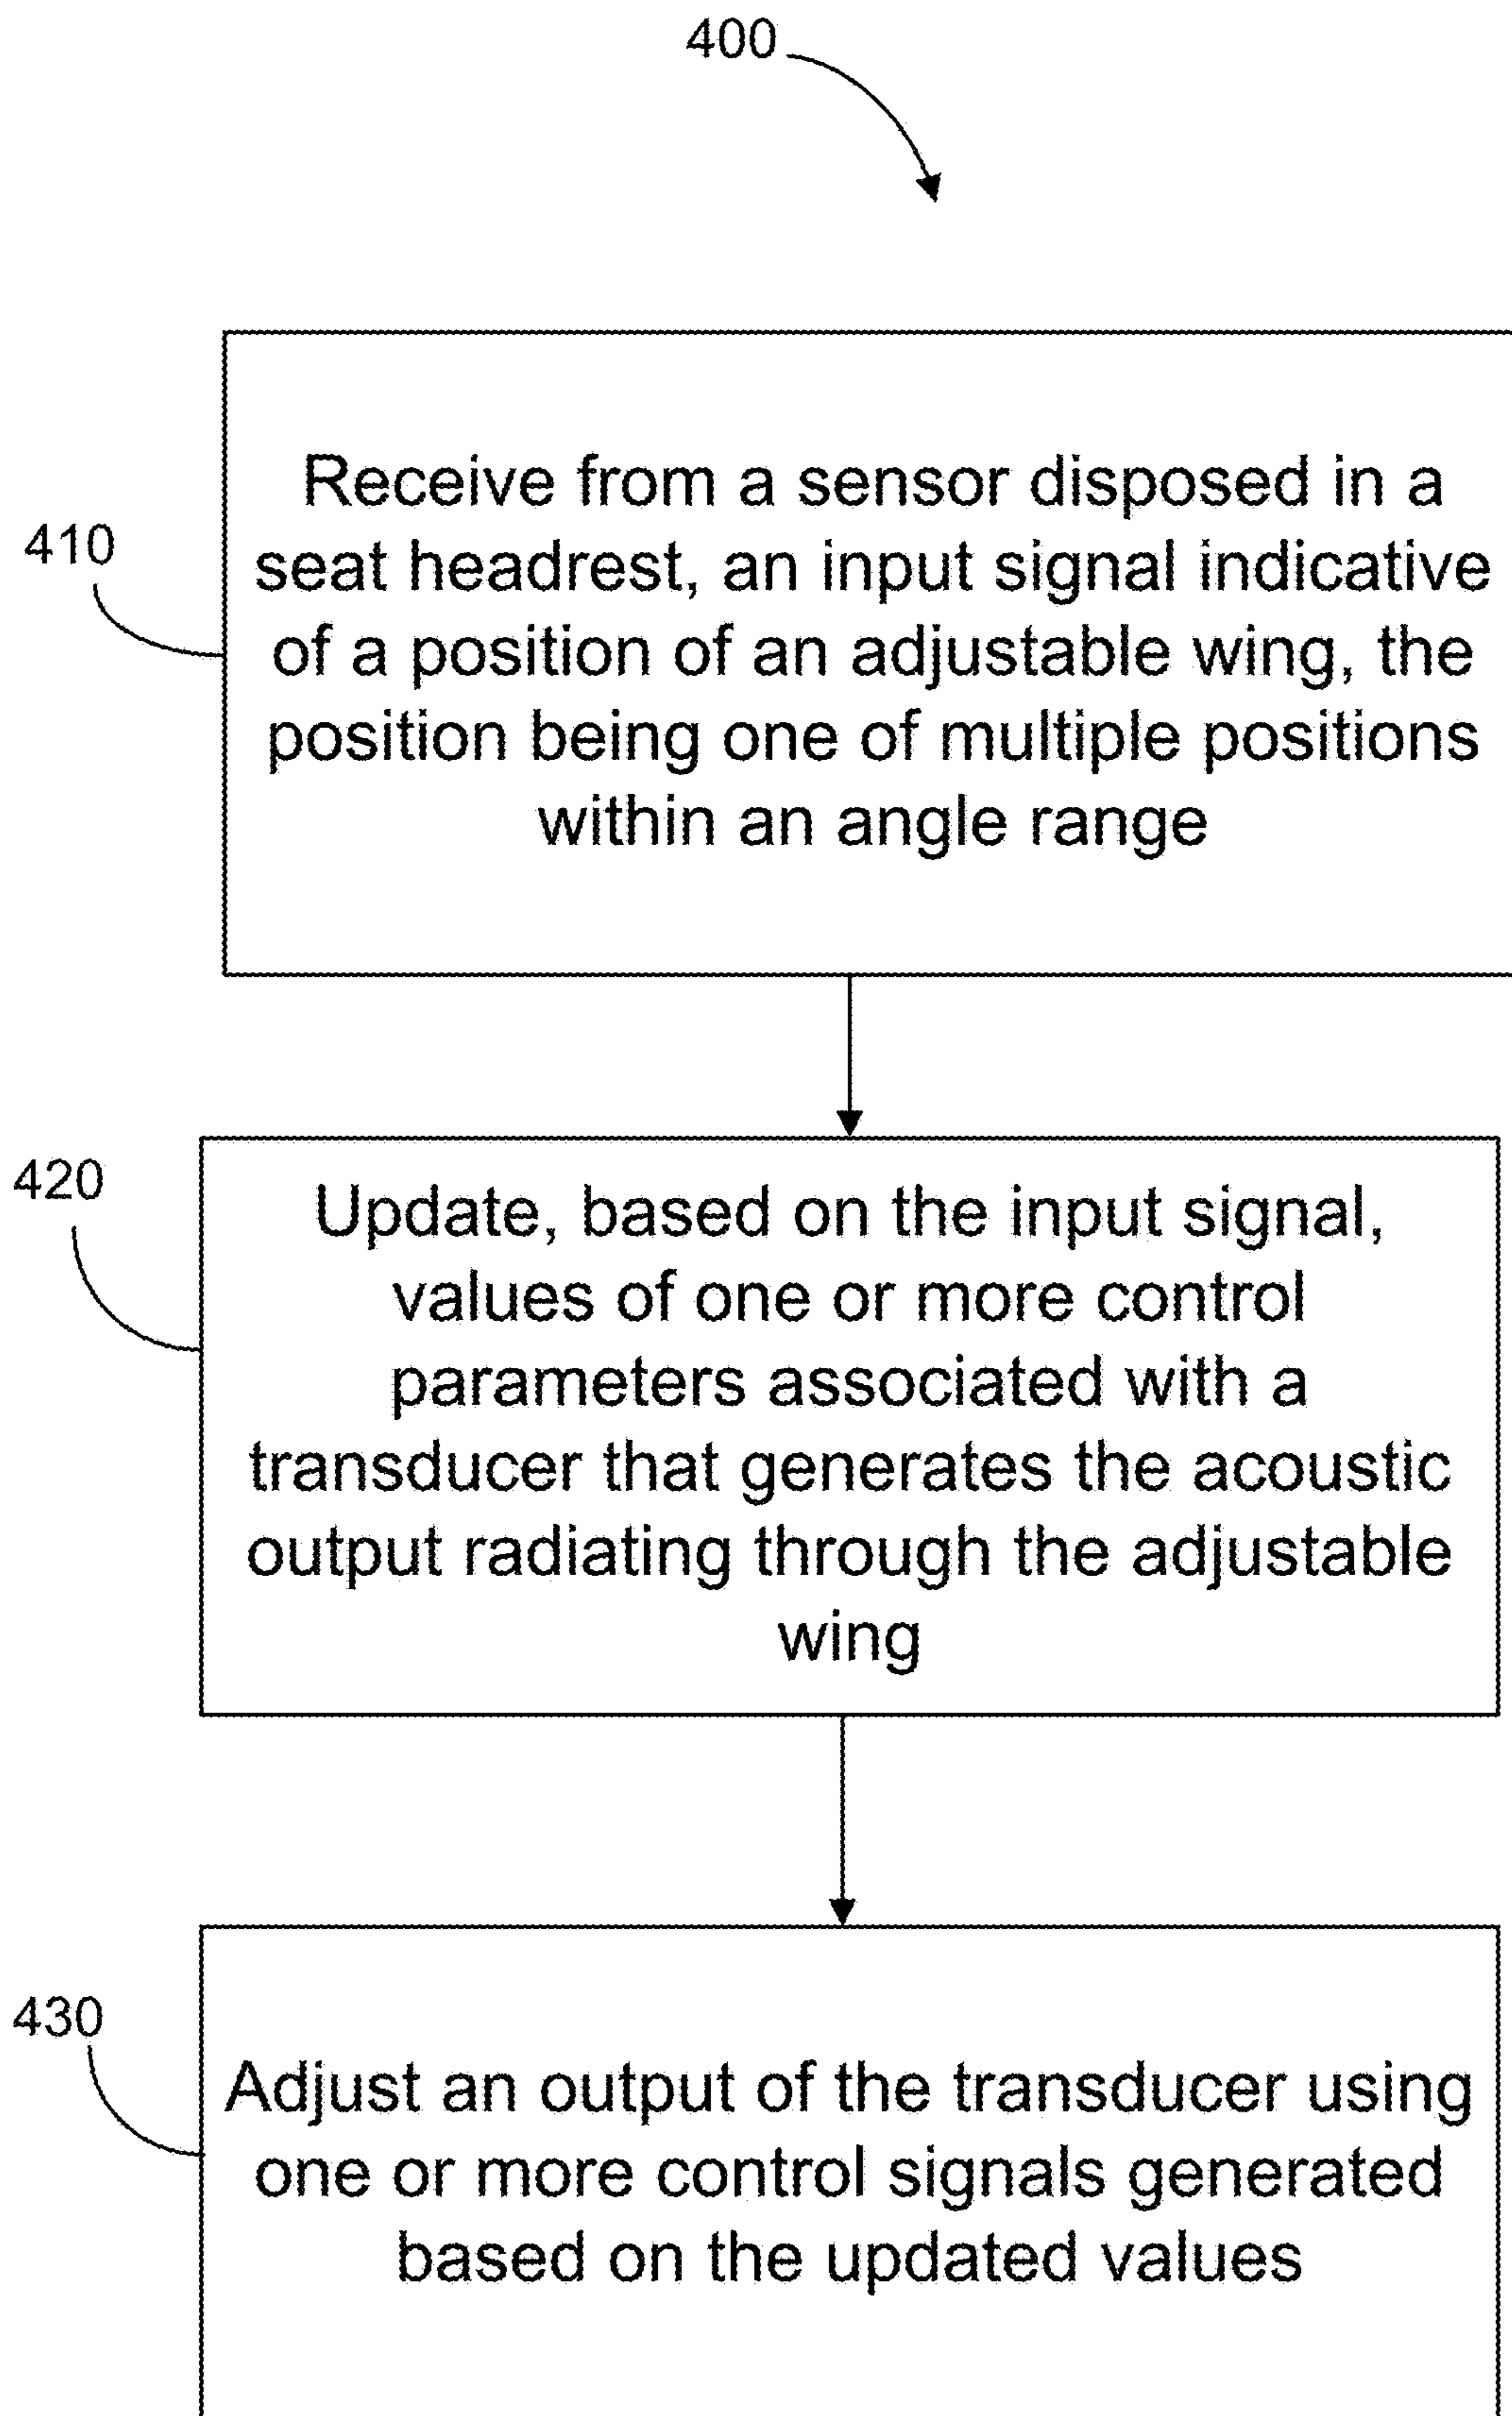 400
410
Receive from a sensor disposed in a
seat headrest, an input signal indicative
of a position of an adjustable wing, the
position being one of multiple positions
within an angle range
420
Update, based on the input signal,
values of one or more control
parameters associated with a
transducer that generates the acoustic
output radiating through the adjustable
wing
430
Adjust an output of the transducer using
one or more control signals generated
based on the updated values